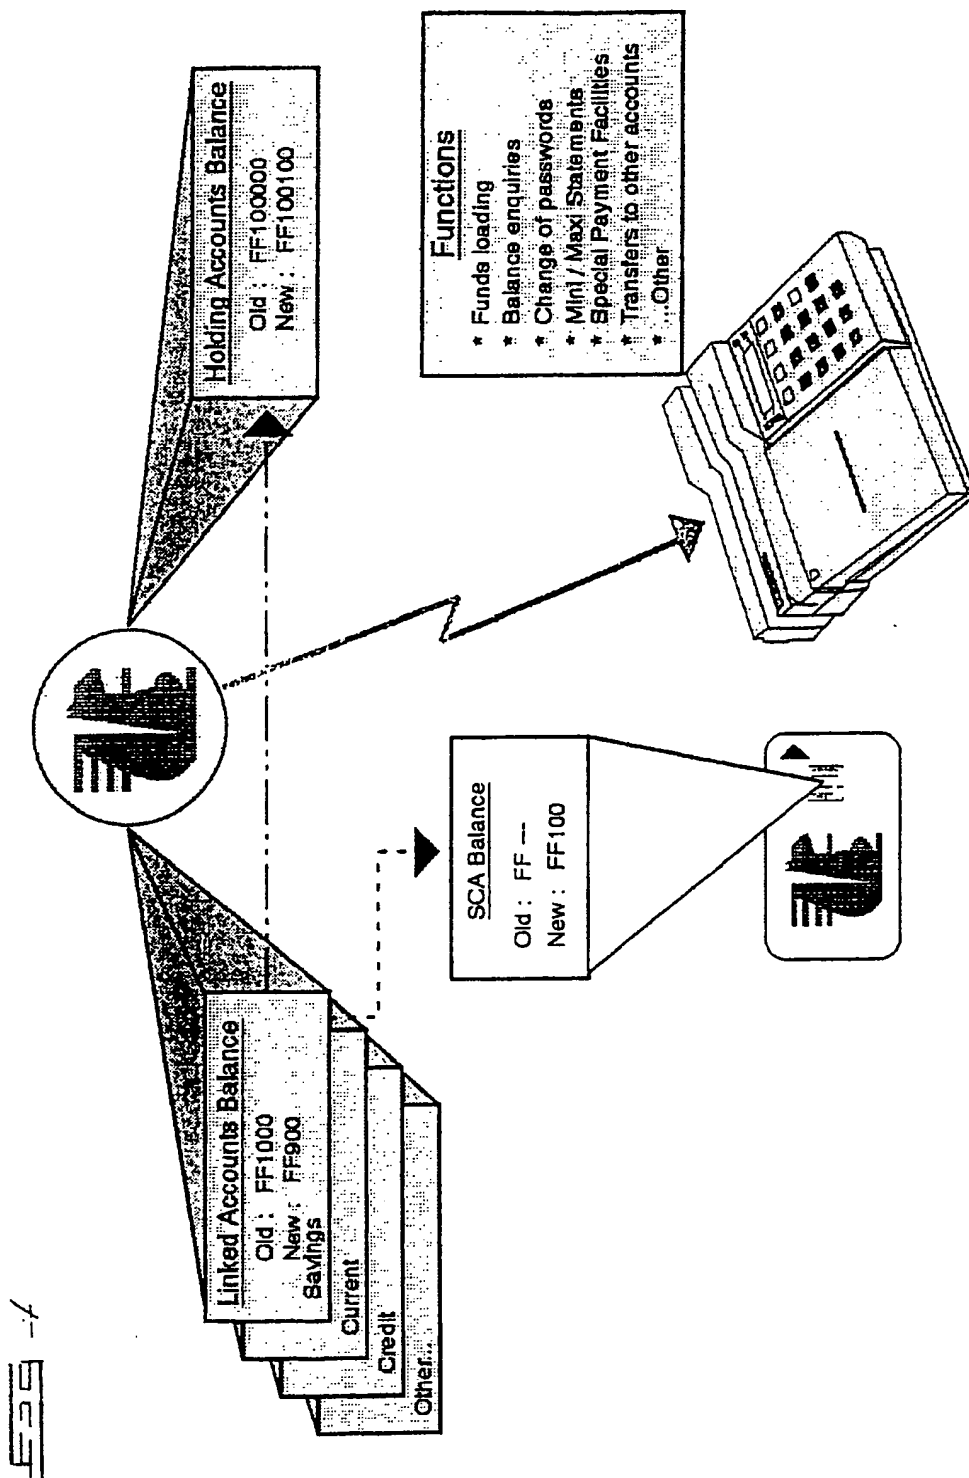 Linked Accounts Balance
Old : FF1000
New : FF900
Savings
Current
Credit
Other...
Holding Accounts Balance
Old : FF100000
New : FF100100
SCA Balance
Old : FF ---
New : FF100
Functions
* Funds loading
* Balance enquiries
* Change of passwords
* Mini / Maxi Statements
* Special Payment Facilities
* Transfers to other accounts
* ...Other